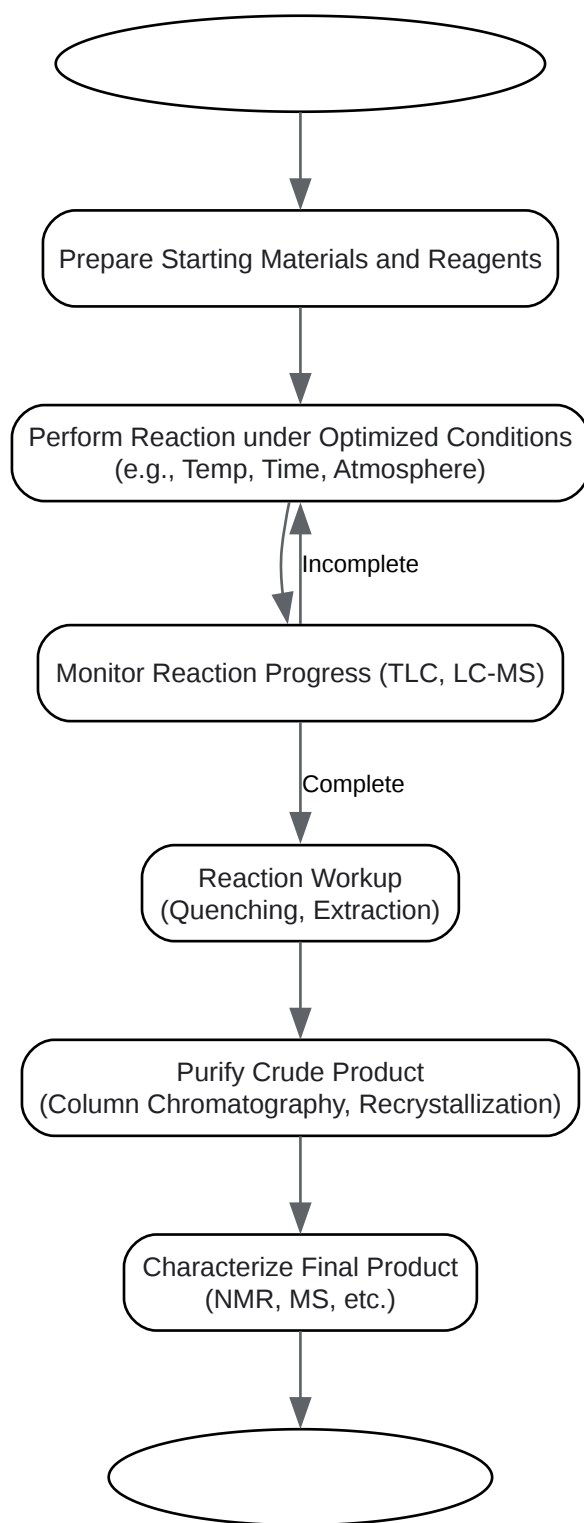 Prepare Starting Materials and Reagents
Perform Reaction under Optimized Conditions
(e.g., Temp, Time, Atmosphere)
Incomplete
Monitor Reaction Progress (TLC, LC-MS)
Complete
Reaction Workup
(Quenching, Extraction)
Purify Crude Product
(Column Chromatography, Recrystallization)
Characterize Final Product
(NMR, MS, etc.)